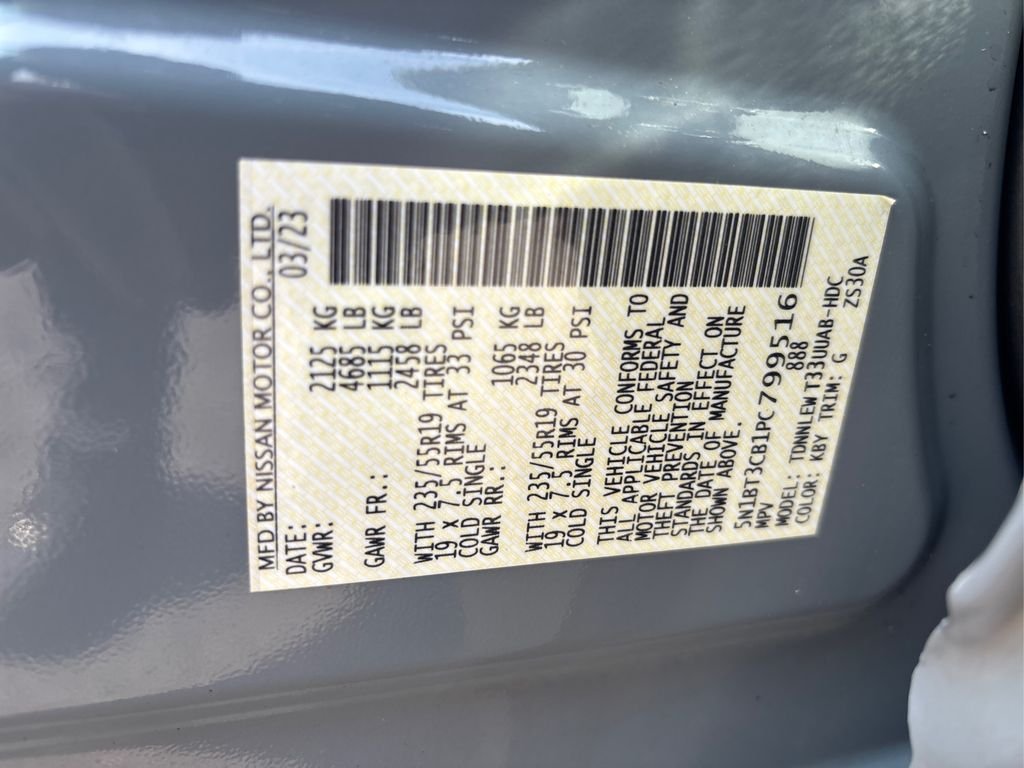 MFD BY NISSAN MOTOR CO., LTD.
DATE: 03/23
GVWR: 2125 KG
4685 LB
GAWR FR.: 1115 KG
2458 LB
WITH 235/55R19 TIRES
19 X 7.5 RIMS AT 33 PSI
COLD SINGLE
GAWR RR.: 1065 KG
2348 LB
WITH 235/55R19 TIRES
19 X 7.5 RIMS AT 30 PSI
COLD SINGLE
THIS VEHICLE CONFORMS TO
ALL APPLICABLE FEDERAL
MOTOR VEHICLE SAFETY AND
THEFT PREVENTION
STANDARDS IN EFFECT ON
THE DATE OF MANUFACTURE
SHOWN ABOVE.
5N1BT3CB1PC799516
MPV 888
MODEL: TDNNLEW T33UUAB-HDC
COLOR: KBY TRIM: G ZS30A